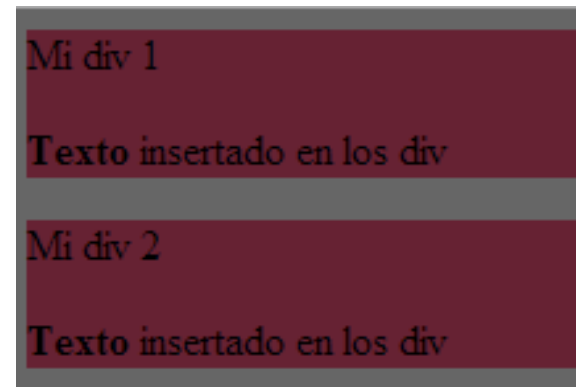 Mi div 1
Texto insertado en los div
Mi div 2
Texto insertado en los div